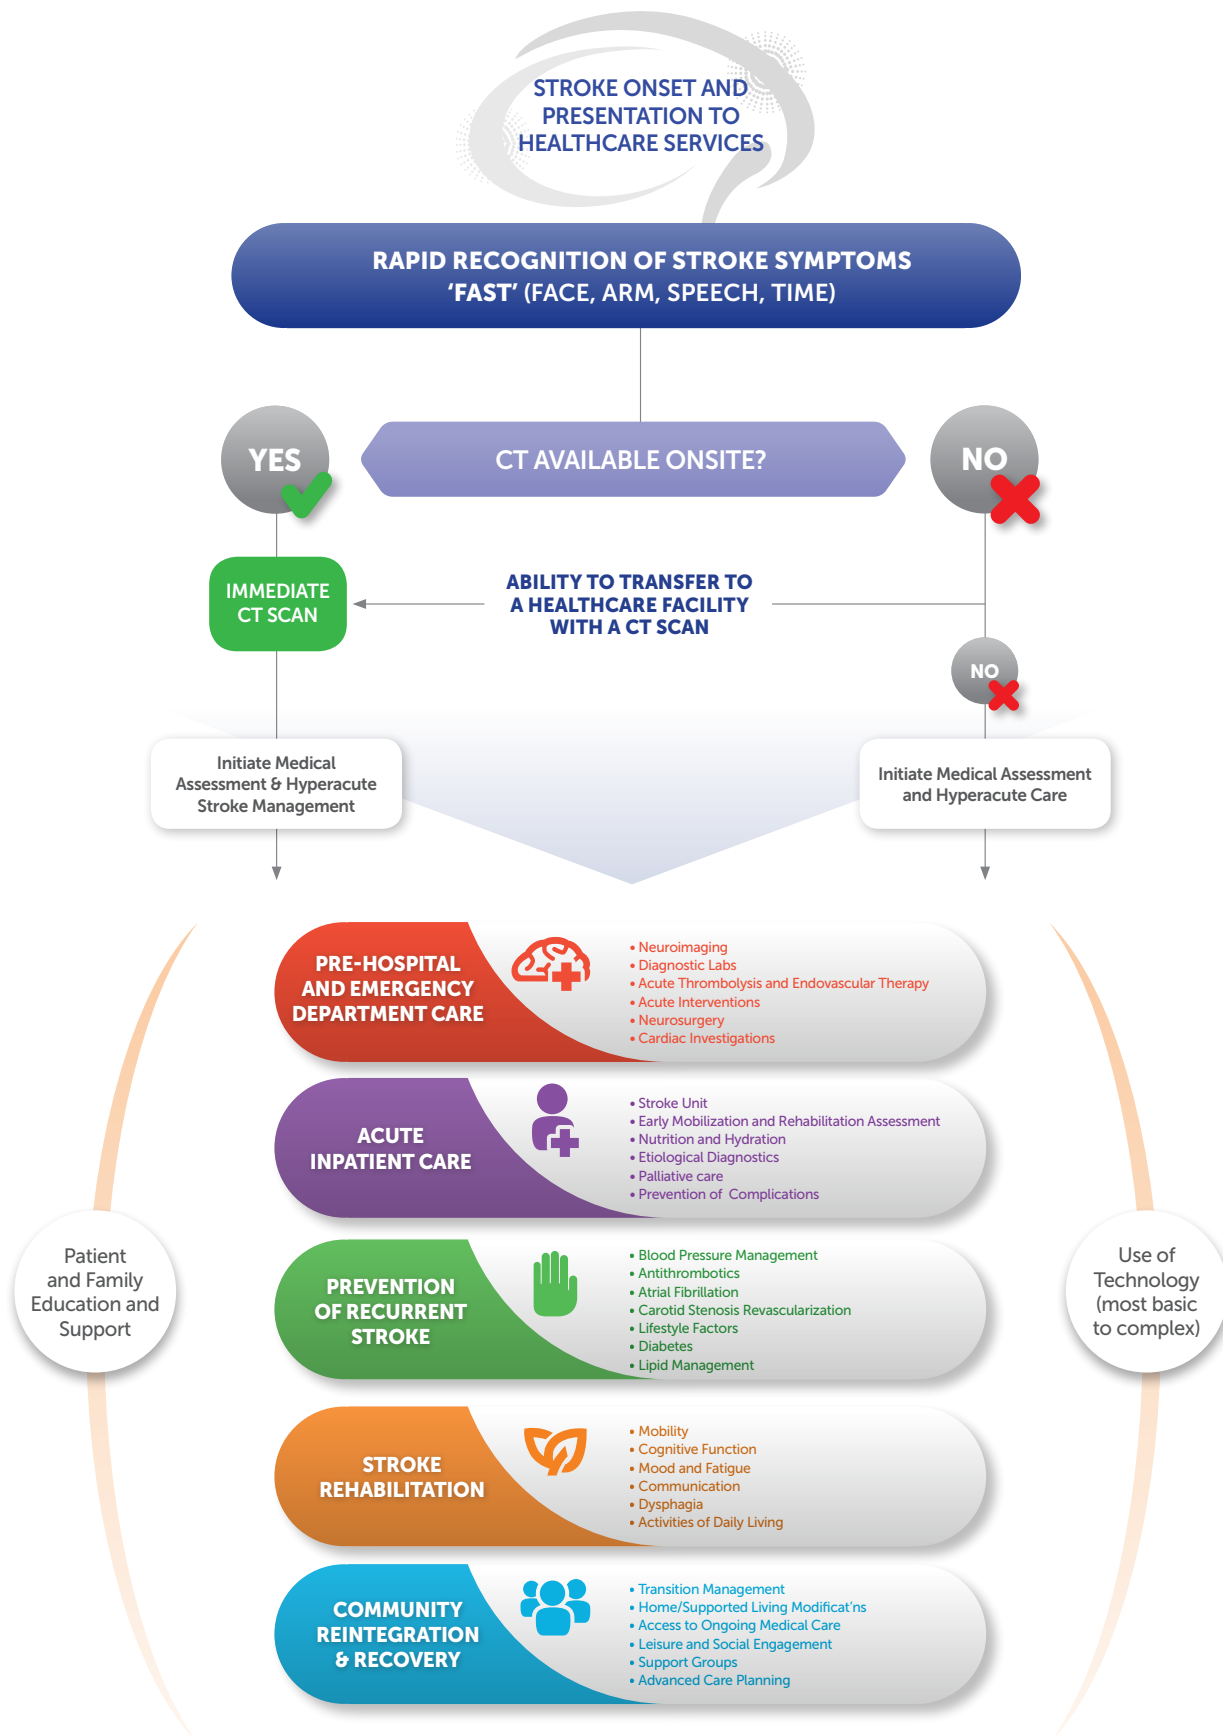 STROKE ONSET AND
PRESENTATION TO
HEALTHCARE SERVICES
RAPID RECOGNITION OF STROKE SYMPTOMS
‘FAST’ (FACE, ARM, SPEECH, TIME)
YES
CT AVAILABLE ONSITE?
NO
IMMEDIATE
CT SCAN
ABILITY TO TRANSFER TO
A HEALTHCARE FACILITY
WITH A CT SCAN
NO
Initiate Medical
Assessment & Hyperacute
Stroke Management
Initiate Medical Assessment
and Hyperacute Care
PRE-HOSPITAL
AND EMERGENCY
DEPARTMENT CARE
• Neuroimaging
• Diagnostic Labs
• Acute Thrombolysis and Endovascular Therapy
• Acute Interventions
• Neurosurgery
• Cardiac Investigations
ACUTE
INPATIENT CARE
• Stroke Unit
• Early Mobilization and Rehabilitation Assessment
• Nutrition and Hydration
• Etiological Diagnostics
• Palliative care
• Prevention of Complications
Patient
and Family
Education and
Support
PREVENTION
OF RECURRENT
STROKE
• Blood Pressure Management
• Antithrombotics
• Atrial Fibrillation
• Carotid Stenosis Revascularization
• Lifestyle Factors
• Diabetes
• Lipid Management
Use of
Technology
(most basic
to complex)
STROKE
REHABILITATION
• Mobility
• Cognitive Function
• Mood and Fatigue
• Communication
• Dysphagia
• Activities of Daily Living
COMMUNITY
REINTEGRATION
& RECOVERY
• Transition Management
• Home/Supported Living Modificat'ns
• Access to Ongoing Medical Care
• Leisure and Social Engagement
• Support Groups
• Advanced Care Planning